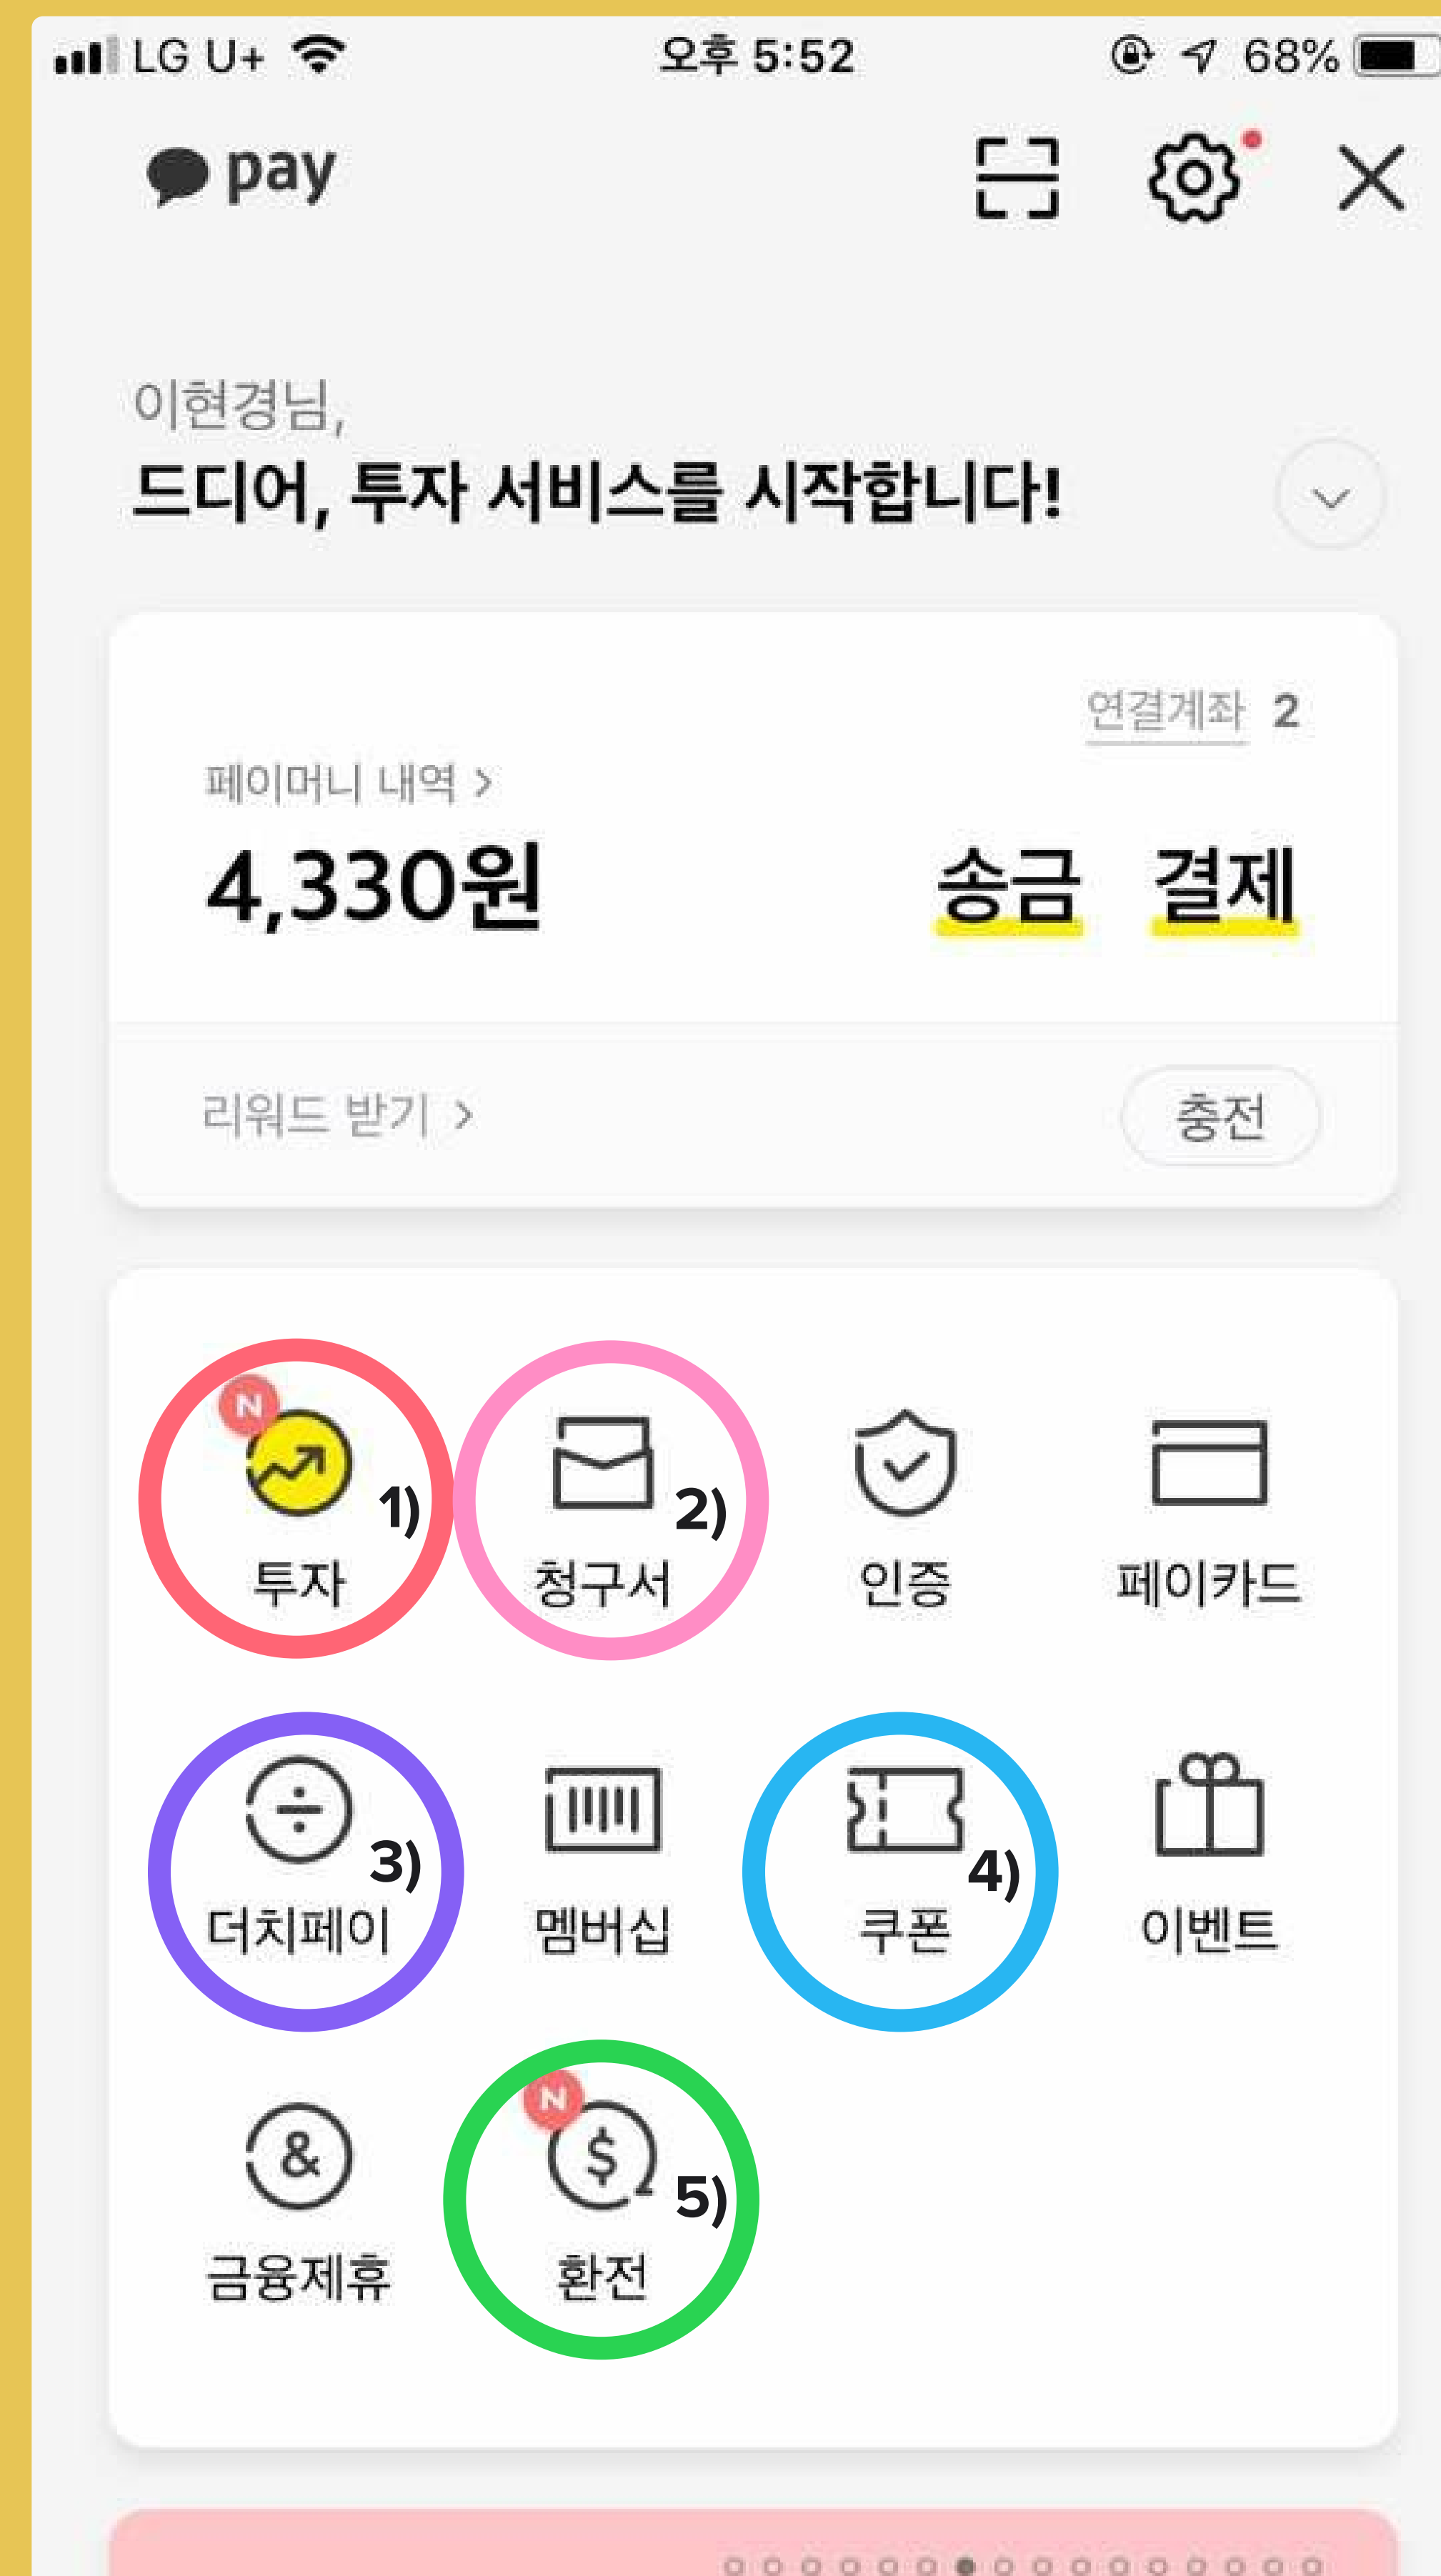 LG U+ 오후 5:52 68%
pay
이현경님,
드디어, 투자 서비스를 시작합니다!
연결계좌 2
페이머니 내역 >
4,330원 송금 결제
리워드 받기 > 충전
N 1) 2)
투자 청구서 인증 페이카드
3) 4)
더치페이 멤버십 쿠폰 이벤트
& N $ 5)
금융제휴 환전